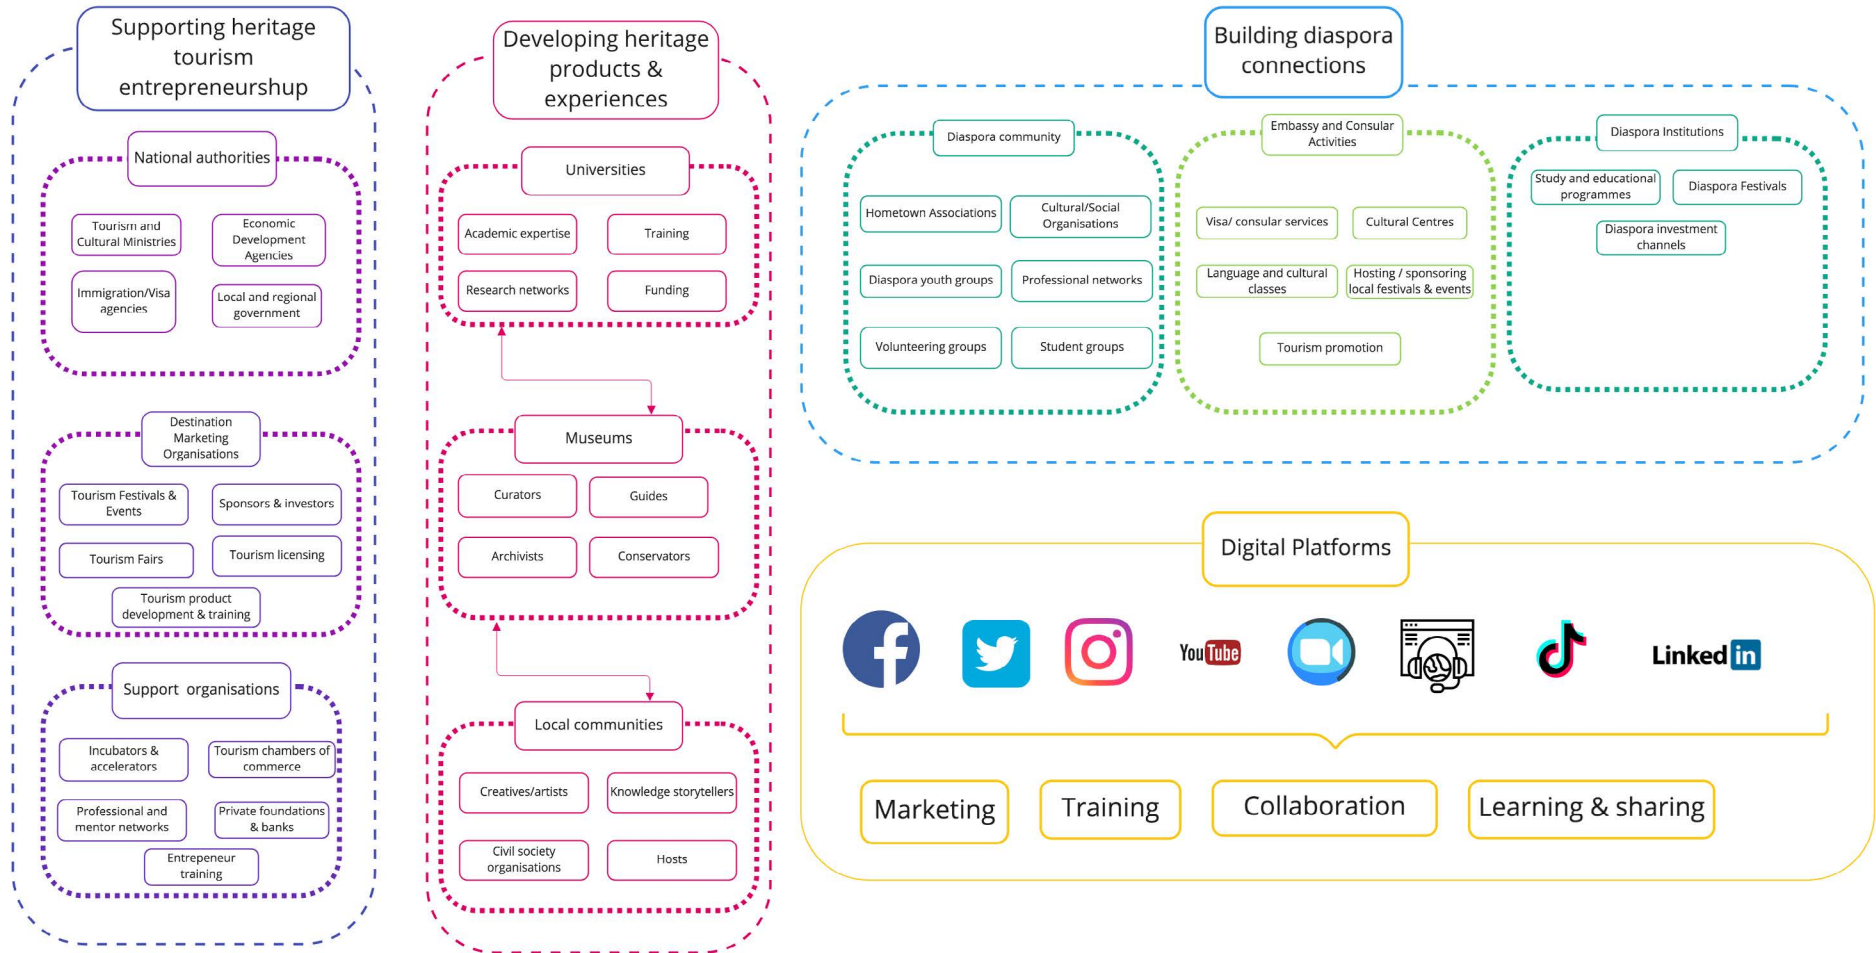 Supporting heritage
tourism
entrepreneurshup
National authorities
Tourism and
Cultural Ministries
Economic
Development
Agencies
Immigration/Visa
agencies
Local and regional
government
Destination
Marketing
Organisations
Tourism Festivals &
Events
Sponsors & investors
Tourism Fairs
Tourism licensing
Tourism product
development & training
Support organisations
Incubators &
accelerators
Tourism chambers of
commerce
Professional and
mentor networks
Private foundations
& banks
Entrepeneur
training
Developing heritage
products &
experiences
Universities
Academic expertise
Training
Research networks
Funding
Museums
Curators
Guides
Archivists
Conservators
Local communities
Creatives/artists
Knowledge storytellers
Civil society
organisations
Hosts
Building diaspora
connections
Diaspora community
Hometown Associations
Cultural/Social
Organisations
Diaspora youth groups
Professional networks
Volunteering groups
Student groups
Embassy and Consular
Activities
Visa/ consular services
Cultural Centres
Language and cultural
classes
Hosting / sponsoring
local festivals & events
Tourism promotion
Diaspora Institutions
Study and educational
programmes
Diaspora Festivals
Diaspora investment
channels
Digital Platforms
f
YouTube
Linked in
Marketing
Training
Collaboration
Learning & sharing